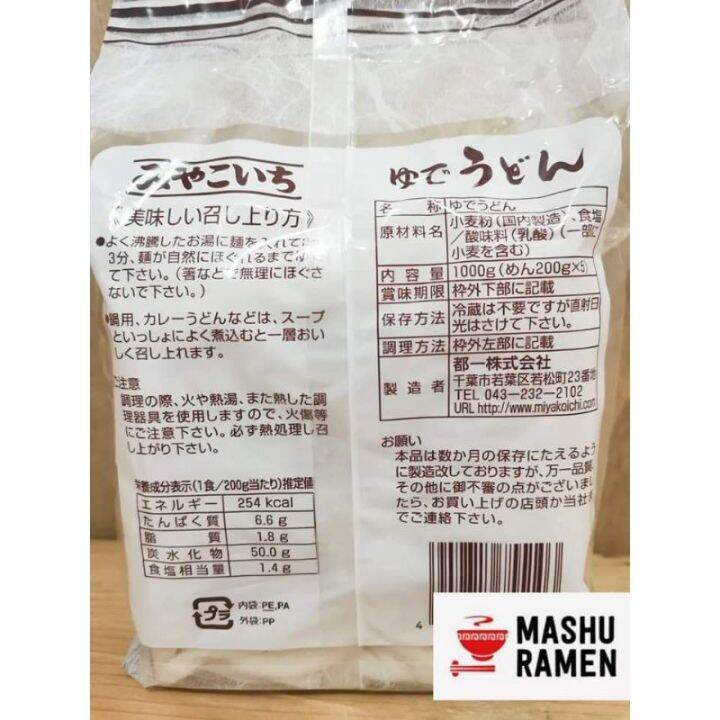 みやこいち
《美味しい召し上り方》
●よく沸騰したお湯に麺を入れて
3分、麺が自然にほぐれるまで
て下さい。(箸などで無理にほぐさ
ないで下さい。)
鍋用、カレーうどんなどは、スープ
といっしょによく煮込むと一層おい
しく召し上れます。
ご注意
調理の際、火や熱湯、また熱した調
理器具を使用しますので、火傷等
にご注意下さい。必ず熱処理し召
し上がり下さい。
栄養成分表示(1食/200g当たり)推定値
エネルギー 254 kcal
たんぱく質 6.6 g
脂質 1.8 g
炭水化物 50.0 g
食塩相当量 1.4 g
プラ
内袋:PE,PA
外袋:PP
ゆでうどん
名称 ゆでうどん
原材料名 小麦粉(国内製造)、食塩
/酸味料(乳酸)(一部に
小麦を含む)
内容量 1000g(めん200g×5)
賞味期限 枠外下部に記載
保存方法 冷蔵は不要ですが直射日
光はさけて下さい。
調理方法 枠外左部に記載
製造者 都一株式会社
千葉市若葉区若松町23番地
TEL 043-232-2102
URL http://www.miyakoichi.com
お願い
本品は数か月の保存にたえるよう
に製造改しておりますが、万一品質
その他に御不審の点がございまし
たら、お買い上げの店頭か当社
でご連絡下さい。
4
MASHU
RAMEN